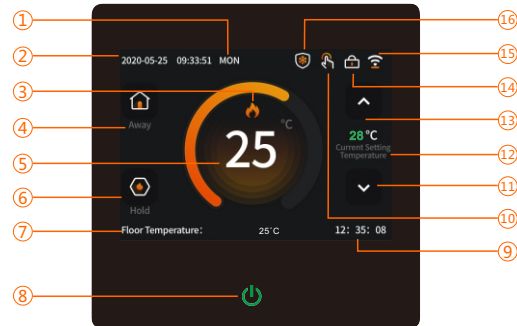 ① ⑯
② 2020-05-25 09:33:51 MON ⑮
③ ⑭
④ Away °C ⑬
⑤ 25 28°C
Current Setting
Temperature ⑫
⑥ Hold ⑪
⑩
⑦ Floor Temperature: 25°C 12: 35: 08
⑨
⑧